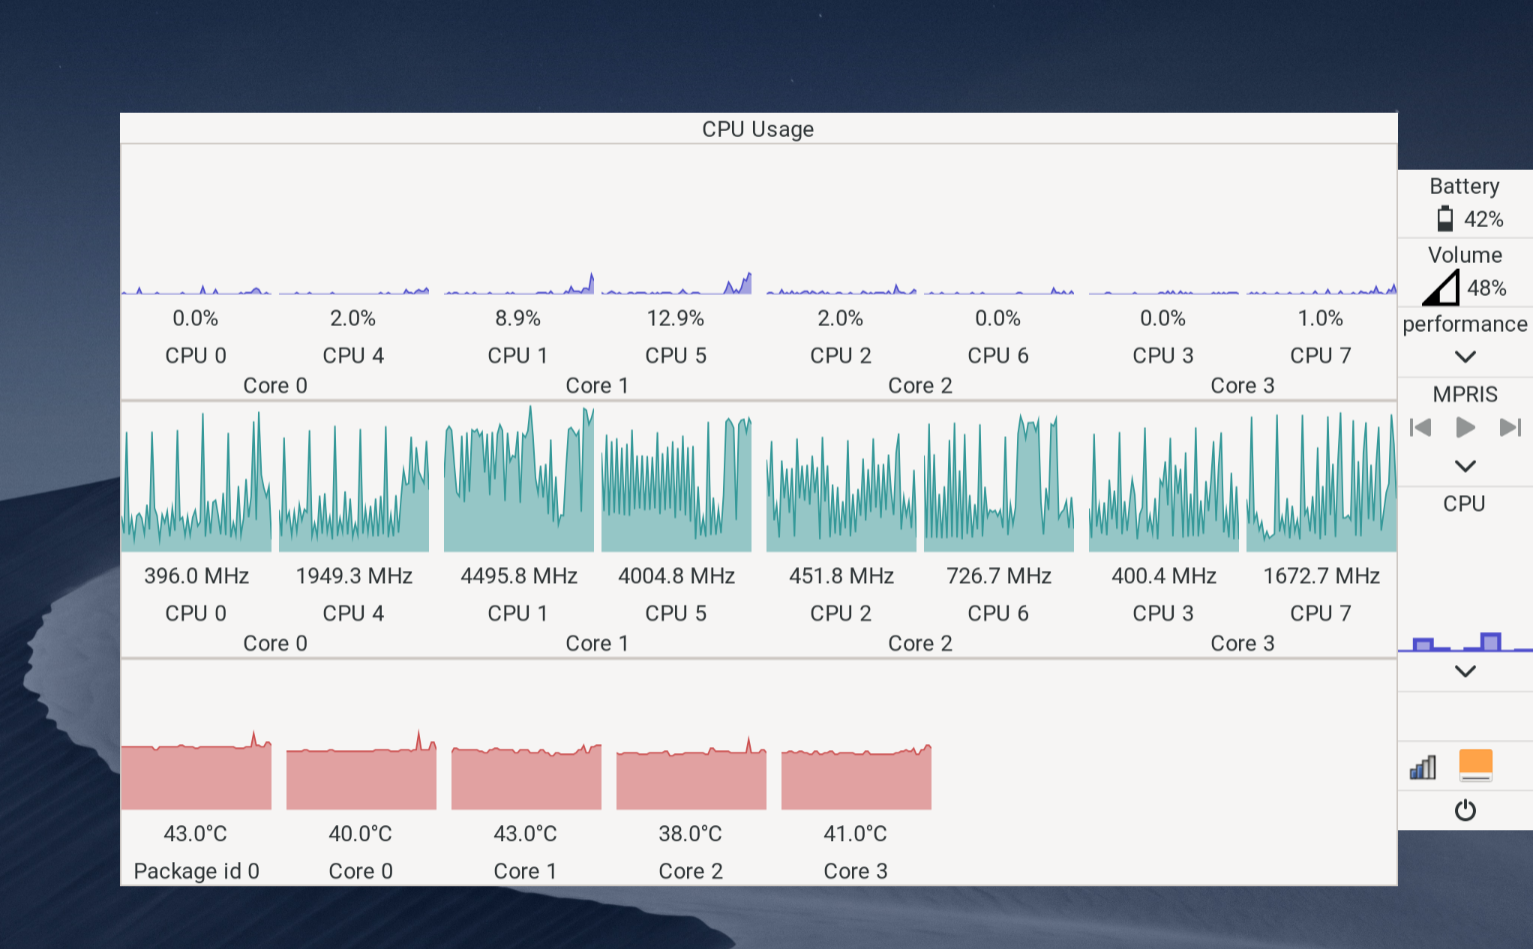 CPU Usage
0.0% 2.0% 8.9% 12.9% 2.0% 0.0% 0.0% 1.0%
CPU 0 CPU 4 CPU 1 CPU 5 CPU 2 CPU 6 CPU 3 CPU 7
Core 0 Core 1 Core 2 Core 3
396.0 MHz 1949.3 MHz 4495.8 MHz 4004.8 MHz 451.8 MHz 726.7 MHz 400.4 MHz 1672.7 MHz
CPU 0 CPU 4 CPU 1 CPU 5 CPU 2 CPU 6 CPU 3 CPU 7
Core 0 Core 1 Core 2 Core 3
43.0°C 40.0°C 43.0°C 38.0°C 41.0°C
Package id 0 Core 0 Core 1 Core 2 Core 3
Battery
42%
Volume
48%
performance
MPRIS
CPU